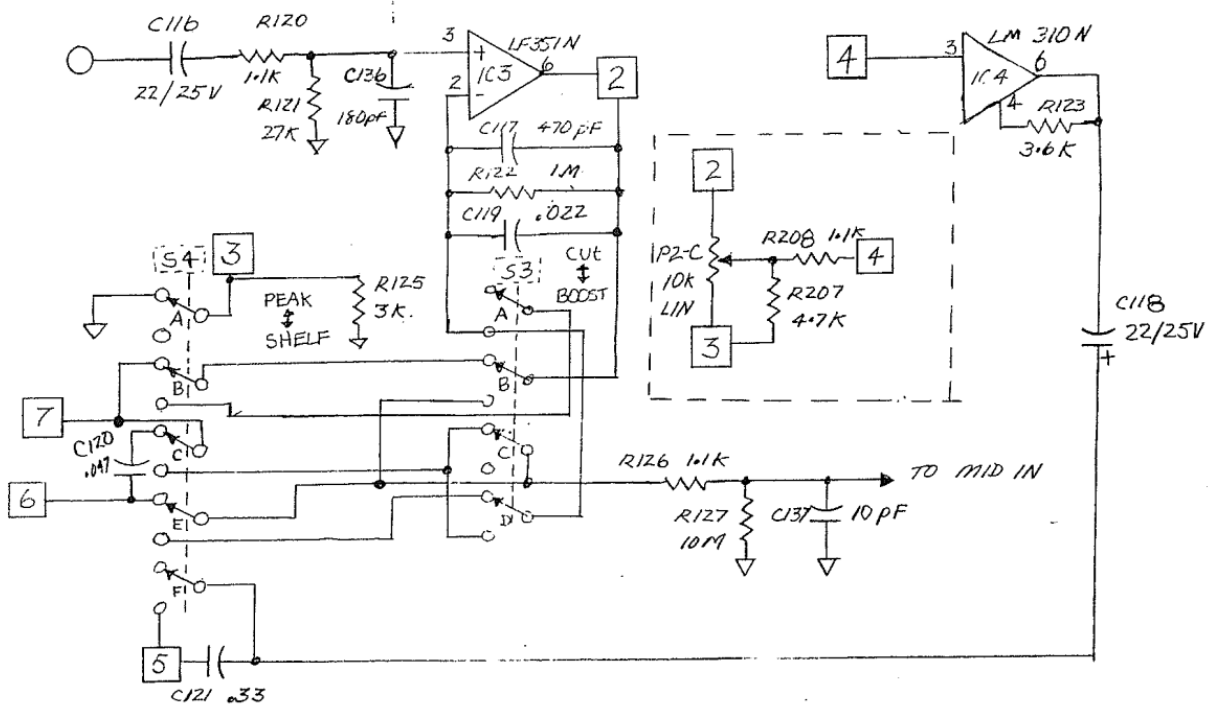 C116
R120
1.1K
22/25V
R121
27K
C136
180pF
3
+
2
-
LF351N
IC3
6
2
C117 470pF
R122 1M
C119 .022
CUT
BOOST
S3
A
B
C
D
S4
3
A
B
C
E
F
PEAK
SHELF
R125
3K.
7
C120
.047
6
5
C121 .33
R126 1.1K
R127
10M
C137
10pF
TO MID IN
2
P2-C
10K
LIN
3
R208 1.1K
4
R207
4.7K
4
3
LM 310N
IC4
6
4
R123
3.6K
C118
22/25V
+